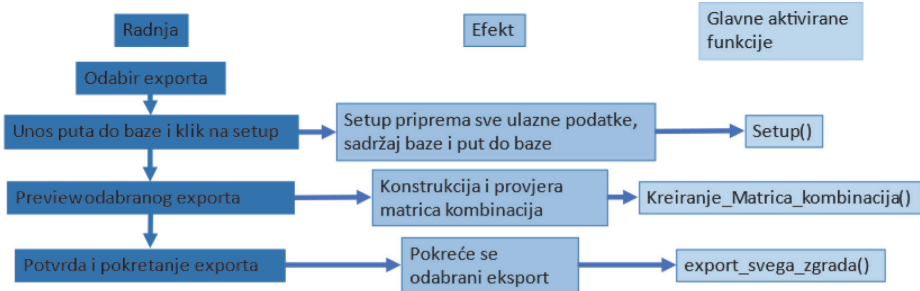 Radnja
Efekt
Glavne aktivirane
funkcije
Odabir exporta
Unos puta do baze i klik na setup
Setup priprema sve ulazne podatke,
sadržaj baze i put do baze
Setup()
Preview odabranog exporta
Konstrukcija i provjera
matrica kombinacija
Kreiranje_Matrica_kombinacija()
Potvrda i pokretanje exporta
Pokreće se
odabrani eksport
export_svega_zgrada()